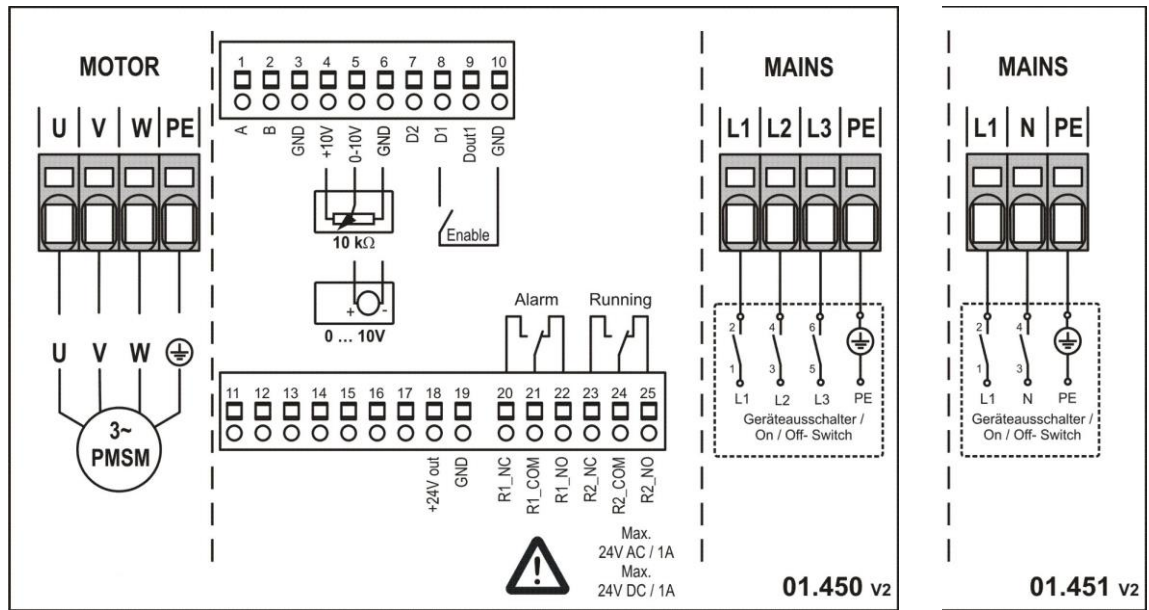 MOTOR
U V W PE
U V W
3~
PMSM
1 2 3 4 5 6 7 8 9 10
A B GND +10V 0-10V GND D2 D1 Dout1 GND
10 kΩ
Enable
+ -
0 ... 10V
Alarm Running
11 12 13 14 15 16 17 18 19 20 21 22 23 24 25
+24V out GND R1_NC R1_COM R1_NO R2_NC R2_COM R2_NO
!
Max.
24V AC / 1A
Max.
24V DC / 1A
MAINS
L1 L2 L3 PE
2 4 6
1 3 5
L1 L2 L3 PE
Geräteausschalter /
On / Off- Switch
01.450 V2
MAINS
L1 N PE
2 4
1 3
L1 N PE
Geräteausschalter /
On / Off- Switch
01.451 V2